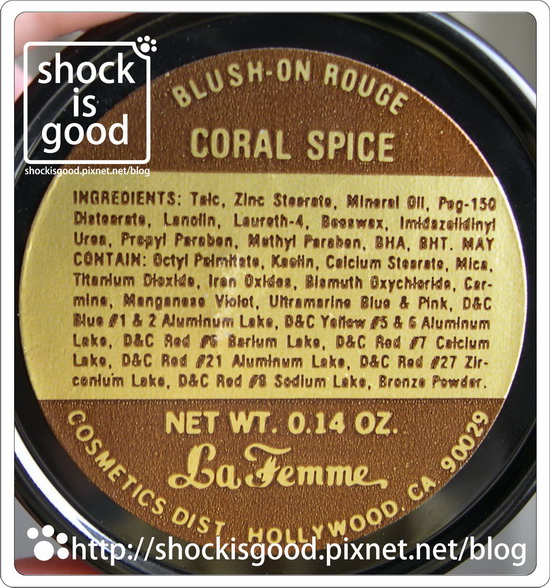 shock
is
good
shockisgood.pixnet.net/blog
BLUSH-ON ROUGE
CORAL SPICE
INGREDIENTS: Talc, Zinc Stearate, Mineral Oil, Peg-150
Distearate, Lanolin, Laureth-4, Beeswax, Imidazolidinyl
Urea, Propyl Paraben, Methyl Paraben, BHA, BHT. MAY
CONTAIN: Octyl Palmitate, Kaolin, Calcium Stearate, Mica,
Titanium Dioxide, Iron Oxides, Bismuth Oxychloride, Car-
mine, Manganese Violet, Ultramarine Blue & Pink, D&C
Blue #1 & 2 Aluminum Lake, D&C Yellow #5 & 6 Aluminum
Lake, D&C Red #6 Barium Lake, D&C Red #7 Calcium
Lake, D&C Red #21 Aluminum Lake, D&C Red #27 Zir-
conium Lake, D&C Red #8 Sodium Lake, Bronze Powder.
NET WT. 0.14 OZ.
La Femme
COSMETICS DIST. HOLLYWOOD, CA 90029
http://shockisgood.pixnet.net/blog